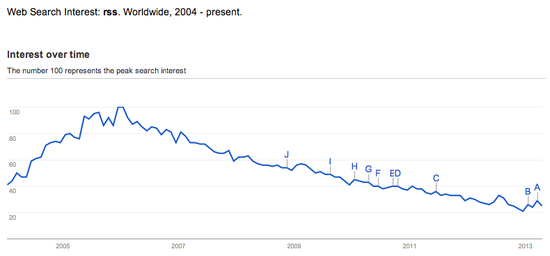 Web Search Interest: rss. Worldwide, 2004 - present.
Interest over time
The number 100 represents the peak search interest
100
80
60
40
20
J
I
H
G
F
E
D
C
B
A
2005
2007
2009
2011
2013